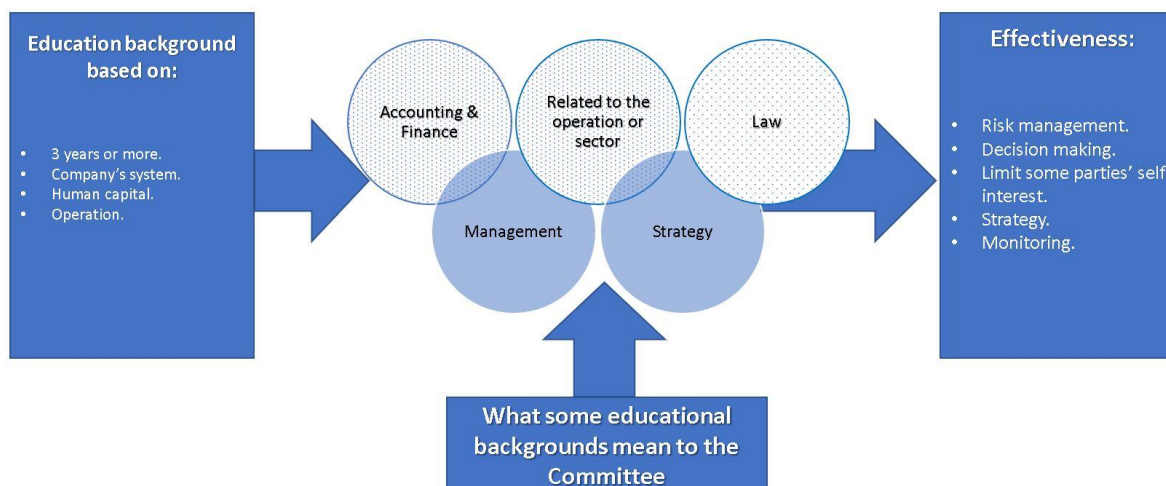 Education background
based on:
• 3 years or more.
• Company's system.
• Human capital.
• Operation.
Accounting &
Finance
Related to the
operation or
sector
Law
Management
Strategy
What some educational
backgrounds mean to the
Committee
Effectiveness:
• Risk management.
• Decision making.
• Limit some parties' self
interest.
• Strategy.
• Monitoring.